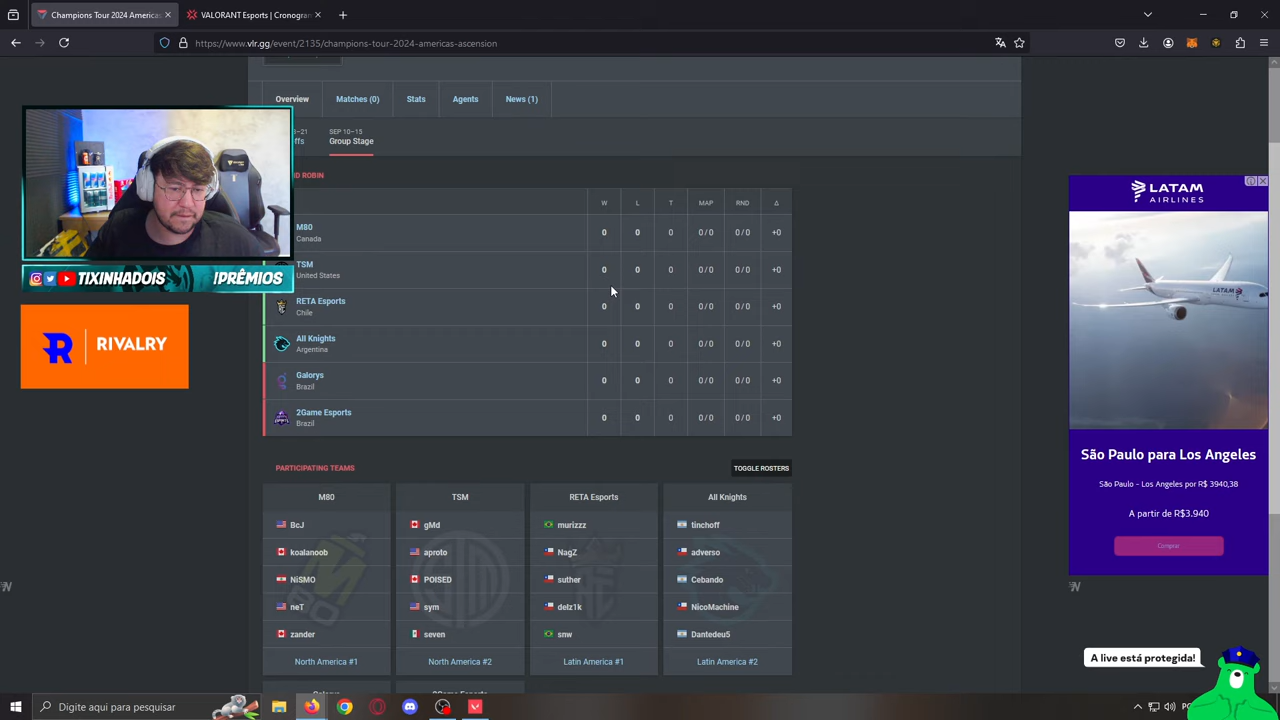 Champions Tour 2024 Americas
VALORANT Esports | Cronogram
https://www.vlr.gg/event/2135/champions-tour-2024-americas-ascension
Overview
Matches (0)
Stats
Agents
News (1)
SEP 10–15
Group Stage
W L T MAP RND Δ
M80
Canada
0 0 0 0 / 0 0 / 0 +0
TSM
United States
0 0 0 0 / 0 0 / 0 +0
RETA Esports
Chile
0 0 0 0 / 0 0 / 0 +0
All Knights
Argentina
0 0 0 0 / 0 0 / 0 +0
Galorys
Brazil
0 0 0 0 / 0 0 / 0 +0
2Game Esports
Brazil
0 0 0 0 / 0 0 / 0 +0
TIXINHADOIS
!PRÊMIOS
RIVALRY
PARTICIPATING TEAMS
TOGGLE ROSTERS
M80 TSM RETA Esports All Knights
BcJ gMd murizzz tinchoff
koalanoob aproto NagZ adverso
NiSMO POISED suther Cebando
neT sym delz1k NicoMachine
zander seven snw Dantedeu5
North America #1 North America #2 Latin America #1 Latin America #2
LATAM
AIRLINES
LATAM
São Paulo para Los Angeles
São Paulo - Los Angeles por R$ 3940,38
A partir de R$3.940
Comprar
A live está protegida!
Digite aqui para pesquisar